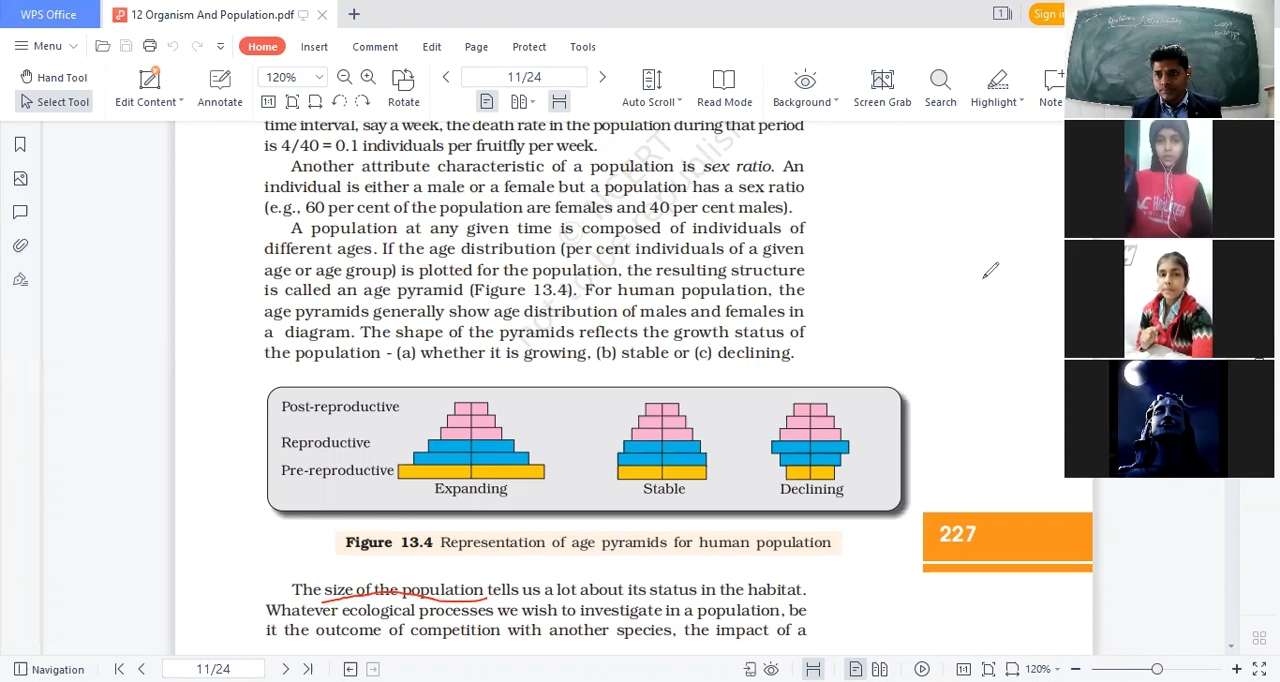 WPS Office
12 Organism And Population.pdf
1
Sign in
Menu
Home
Insert
Comment
Edit
Page
Protect
Tools
Hand Tool
Select Tool
Edit Content
Annotate
120%
Rotate
11/24
Auto Scroll
Read Mode
Background
Screen Grab
Search
Highlight
Note
time interval, say a week, the death rate in the population during that period
is 4/40 = 0.1 individuals per fruitfly per week.
Another attribute characteristic of a population is sex ratio. An
individual is either a male or a female but a population has a sex ratio
(e.g., 60 per cent of the population are females and 40 per cent males).
A population at any given time is composed of individuals of
different ages. If the age distribution (per cent individuals of a given
age or age group) is plotted for the population, the resulting structure
is called an age pyramid (Figure 13.4). For human population, the
age pyramids generally show age distribution of males and females in
a diagram. The shape of the pyramids reflects the growth status of
the population - (a) whether it is growing, (b) stable or (c) declining.
© NCERT
not to be republish
Post-reproductive
Reproductive
Pre-reproductive
Expanding
Stable
Declining
Figure 13.4 Representation of age pyramids for human population
227
The size of the population tells us a lot about its status in the habitat.
Whatever ecological processes we wish to investigate in a population, be
it the outcome of competition with another species, the impact of a
Navigation
11/24
120%